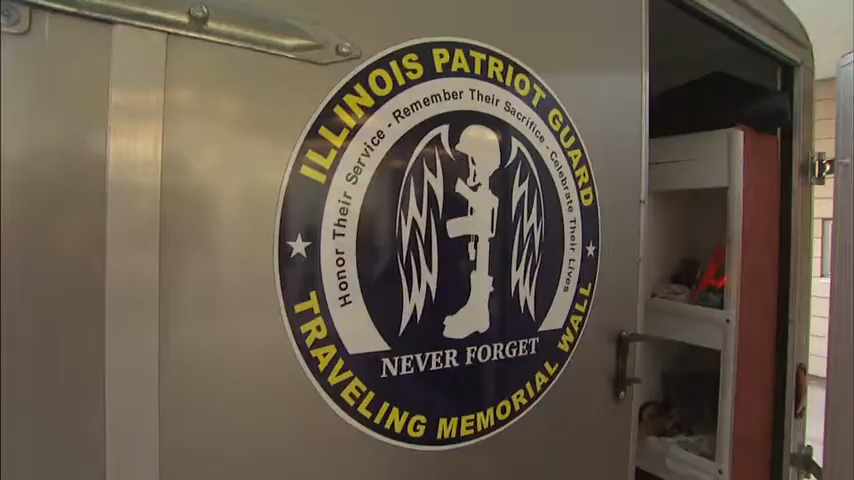 ILLINOIS PATRIOT GUARD
Honor Their Service - Remember Their Sacrifice - Celebrate Their Lives
NEVER FORGET
TRAVELING MEMORIAL WALL